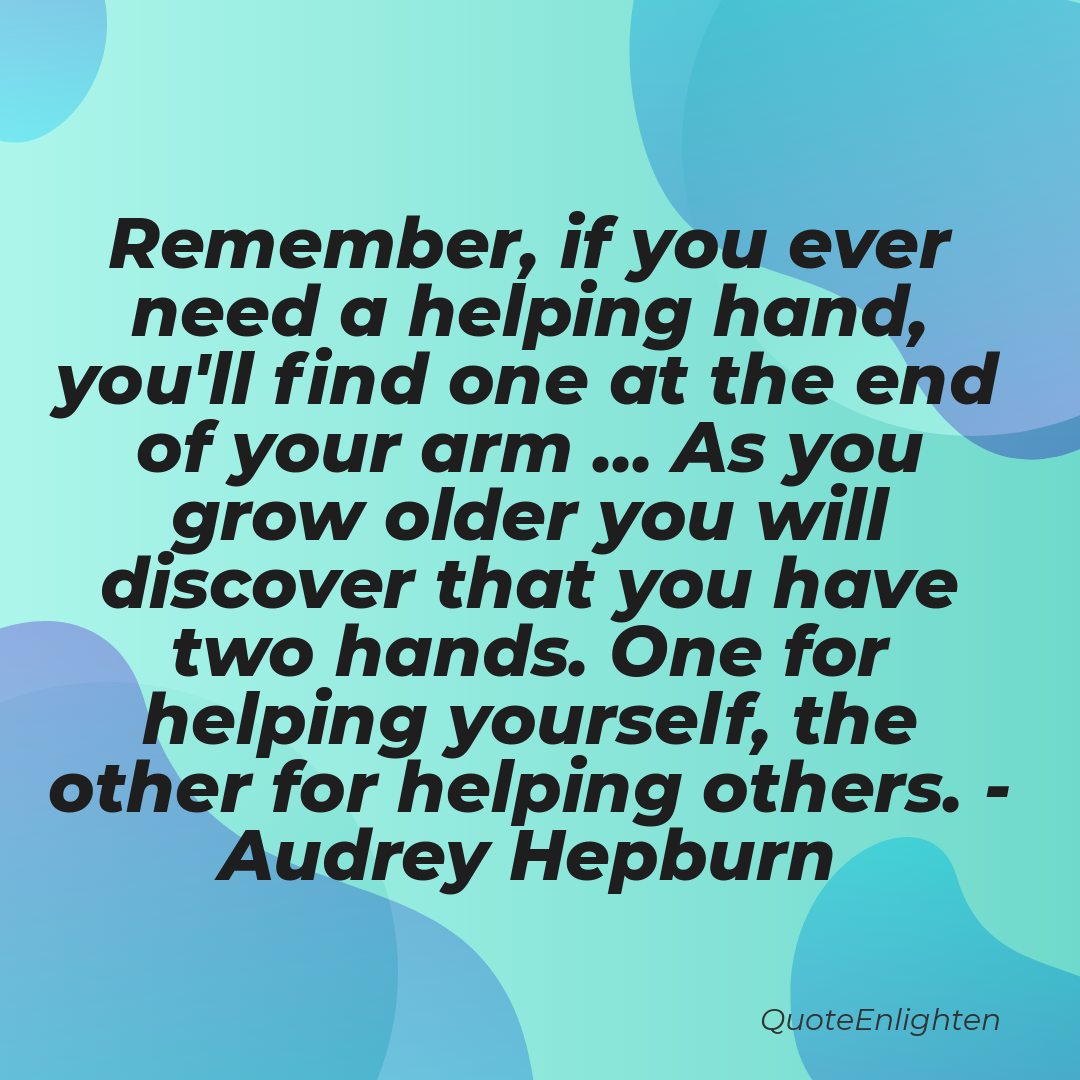 Remember, if you ever
need a helping hand,
you'll find one at the end
of your arm ... As you
grow older you will
discover that you have
two hands. One for
helping yourself, the
other for helping others. -
Audrey Hepburn
QuoteEnlighten